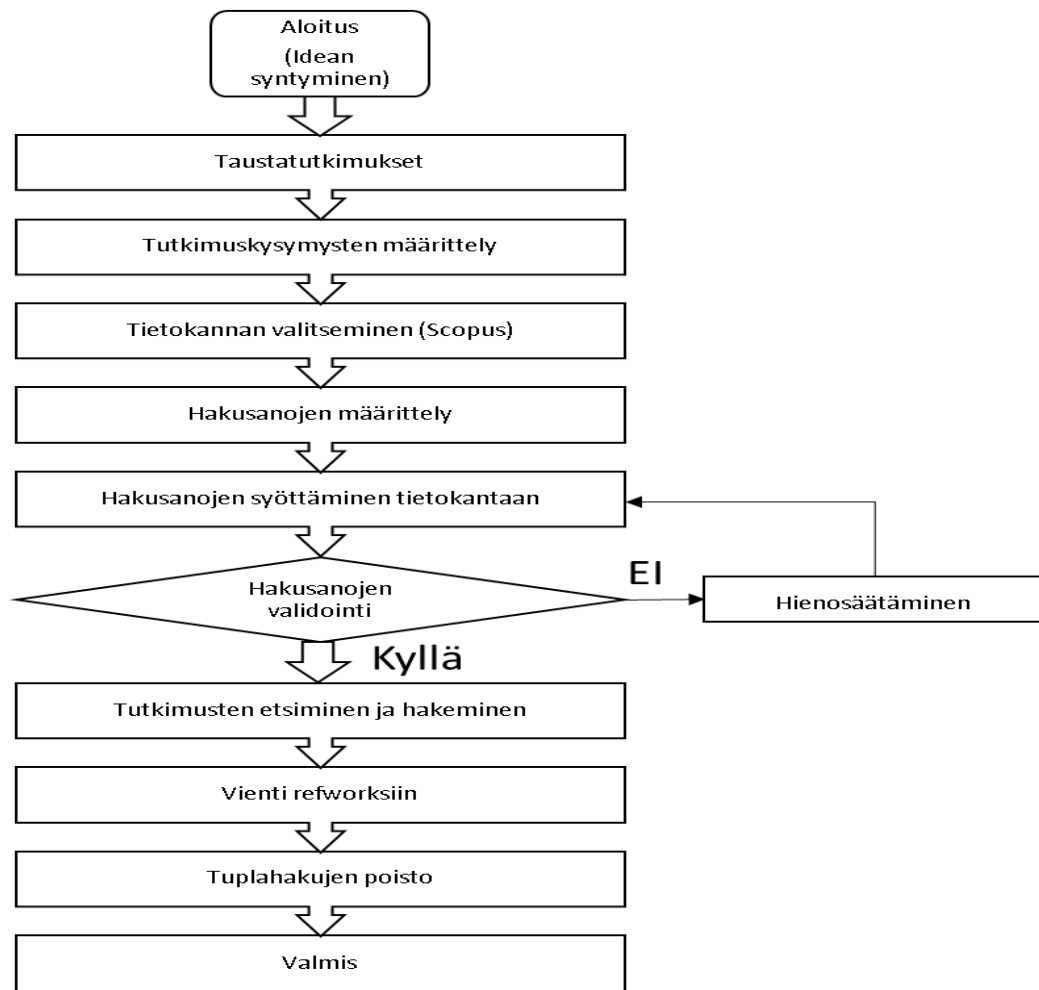 Aloitus
(Idean
syntyminen)
Taustatutkimukset
Tutkimuskysymysten määrittely
Tietokannan valitseminen (Scopus)
Hakusanojen määrittely
Hakusanojen syöttäminen tietokantaan
Hakusanojen
validointi
EI
Hienosäätäminen
Kyllä
Tutkimusten etsiminen ja hakeminen
Vienti refworksiin
Tuplahakujen poisto
Valmis